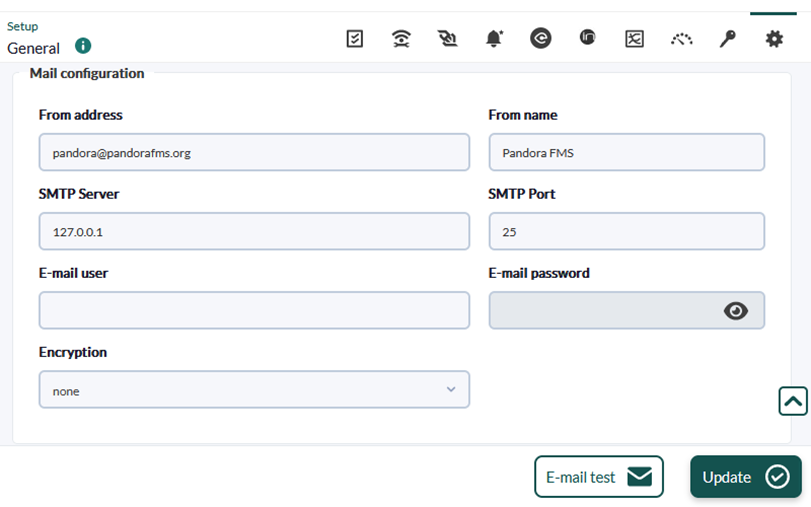 Setup
General
Mail configuration
From address
From name
pandora@pandorafms.org
Pandora FMS
SMTP Server
SMTP Port
127.0.0.1
25
E-mail user
E-mail password
Encryption
none
E-mail test
Update